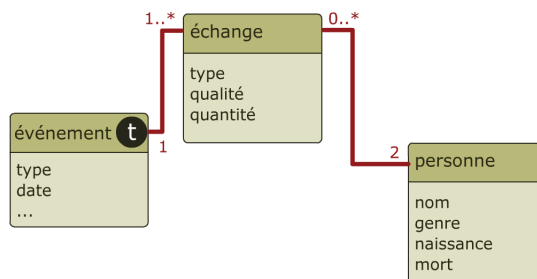 1..*
échange
0..*
type
qualité
quantité
événement t
1
type
date
...
2
personne
nom
genre
naissance
mort